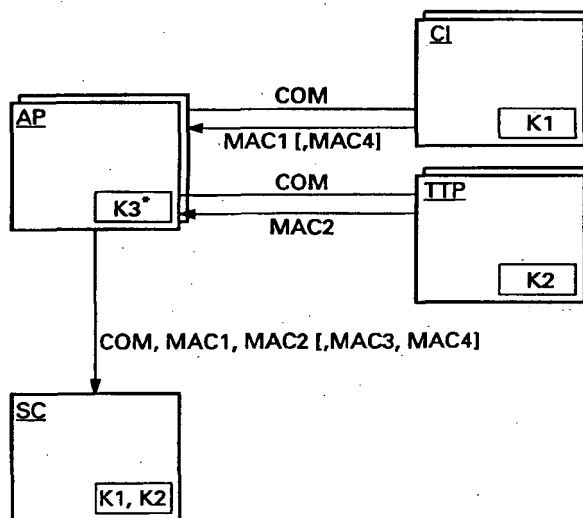 CI
K1
COM
MAC1 [,MAC4]
AP
K3*
COM
MAC2
TTP
K2
COM, MAC1, MAC2 [,MAC3, MAC4]
SC
K1, K2